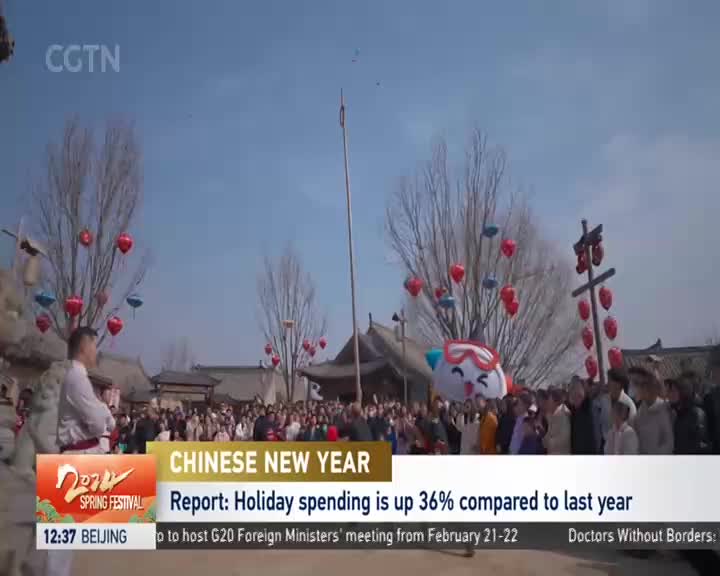 CGTN
CHINESE NEW YEAR
2024
SPRING FESTIVAL
Report: Holiday spending is up 36% compared to last year
12:37 BEIJING
o to host G20 Foreign Ministers' meeting from February 21-22
Doctors Without Borders: